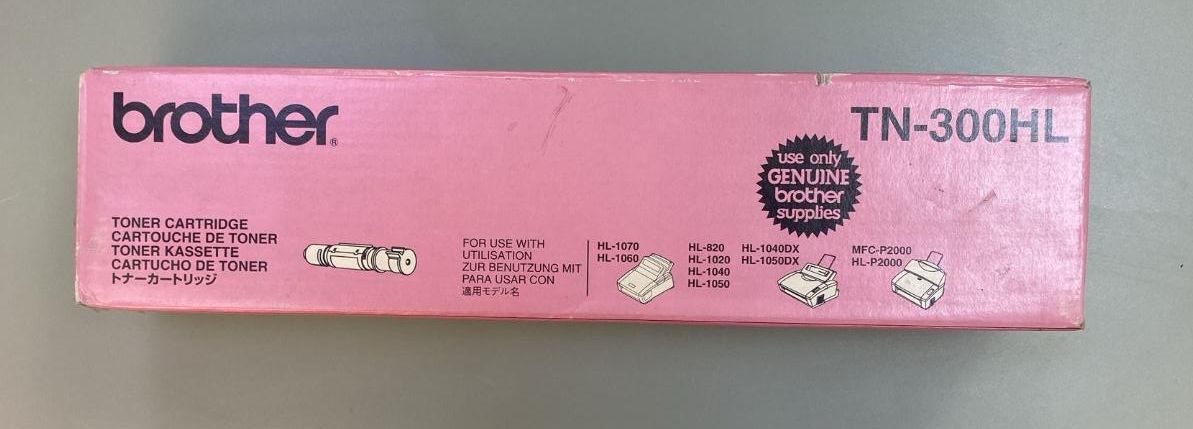 brother®
TN-300HL
use only
GENUINE
brother
supplies
TONER CARTRIDGE
CARTOUCHE DE TONER
TONER KASSETTE
CARTUCHO DE TONER
トナーカートリッジ
FOR USE WITH
UTILISATION
ZUR BENUTZUNG MIT
PARA USAR CON
適用モデル名
HL-1070
HL-1060
HL-820
HL-1020
HL-1040
HL-1050
HL-1040DX
HL-1050DX
MFC-P2000
HL-P2000